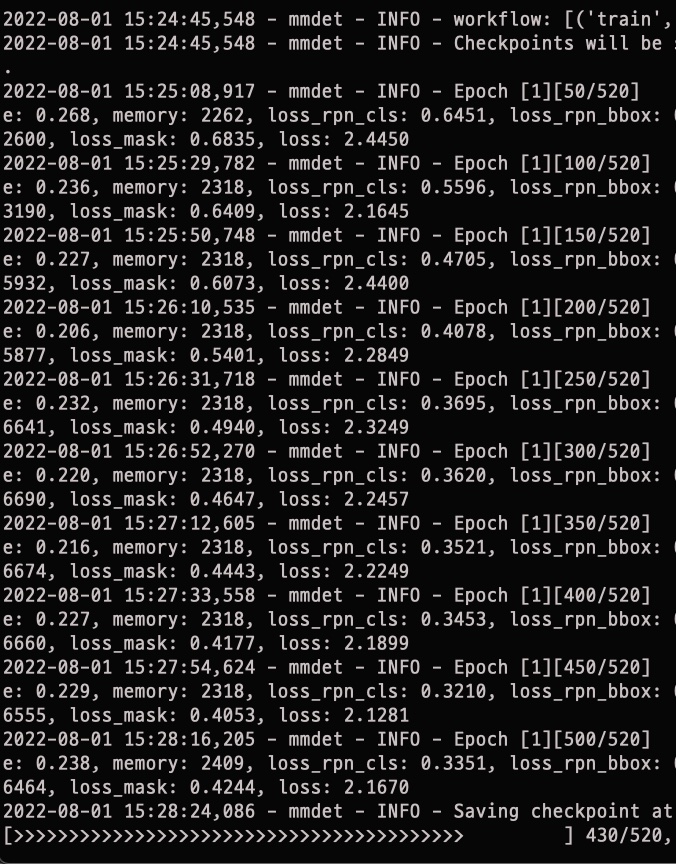 2022-08-01 15:24:45,548 - mmdet - INFO - workflow: [('train',
2022-08-01 15:24:45,548 - mmdet - INFO - Checkpoints will be
.
2022-08-01 15:25:08,917 - mmdet - INFO - Epoch [1][50/520]
e: 0.268, memory: 2262, loss_rpn_cls: 0.6451, loss_rpn_bbox:
2600, loss_mask: 0.6835, loss: 2.4450
2022-08-01 15:25:29,782 - mmdet - INFO - Epoch [1][100/520]
e: 0.236, memory: 2318, loss_rpn_cls: 0.5596, loss_rpn_bbox:
3190, loss_mask: 0.6409, loss: 2.1645
2022-08-01 15:25:50,748 - mmdet - INFO - Epoch [1][150/520]
e: 0.227, memory: 2318, loss_rpn_cls: 0.4705, loss_rpn_bbox:
5932, loss_mask: 0.6073, loss: 2.4400
2022-08-01 15:26:10,535 - mmdet - INFO - Epoch [1][200/520]
e: 0.206, memory: 2318, loss_rpn_cls: 0.4078, loss_rpn_bbox:
5877, loss_mask: 0.5401, loss: 2.2849
2022-08-01 15:26:31,718 - mmdet - INFO - Epoch [1][250/520]
e: 0.232, memory: 2318, loss_rpn_cls: 0.3695, loss_rpn_bbox:
6641, loss_mask: 0.4940, loss: 2.3249
2022-08-01 15:26:52,270 - mmdet - INFO - Epoch [1][300/520]
e: 0.220, memory: 2318, loss_rpn_cls: 0.3620, loss_rpn_bbox:
6690, loss_mask: 0.4647, loss: 2.2457
2022-08-01 15:27:12,605 - mmdet - INFO - Epoch [1][350/520]
e: 0.216, memory: 2318, loss_rpn_cls: 0.3521, loss_rpn_bbox:
6674, loss_mask: 0.4443, loss: 2.2249
2022-08-01 15:27:33,558 - mmdet - INFO - Epoch [1][400/520]
e: 0.227, memory: 2318, loss_rpn_cls: 0.3453, loss_rpn_bbox:
6660, loss_mask: 0.4177, loss: 2.1899
2022-08-01 15:27:54,624 - mmdet - INFO - Epoch [1][450/520]
e: 0.229, memory: 2318, loss_rpn_cls: 0.3210, loss_rpn_bbox:
6555, loss_mask: 0.4053, loss: 2.1281
2022-08-01 15:28:16,205 - mmdet - INFO - Epoch [1][500/520]
e: 0.238, memory: 2409, loss_rpn_cls: 0.3351, loss_rpn_bbox:
6464, loss_mask: 0.4244, loss: 2.1670
2022-08-01 15:28:24,086 - mmdet - INFO - Saving checkpoint at
[>>>>>>>>>>>>>>>>>>>>>>>>>>>>>>>>>>>>>>>>>         ] 430/520,